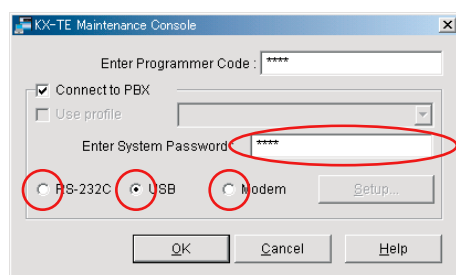 KX-TE Maintenance Console
Enter Programmer Code : ****
Connect to PBX
Use profile
Enter System Password : ****
RS-232C USB Modem Setup...
OK Cancel Help